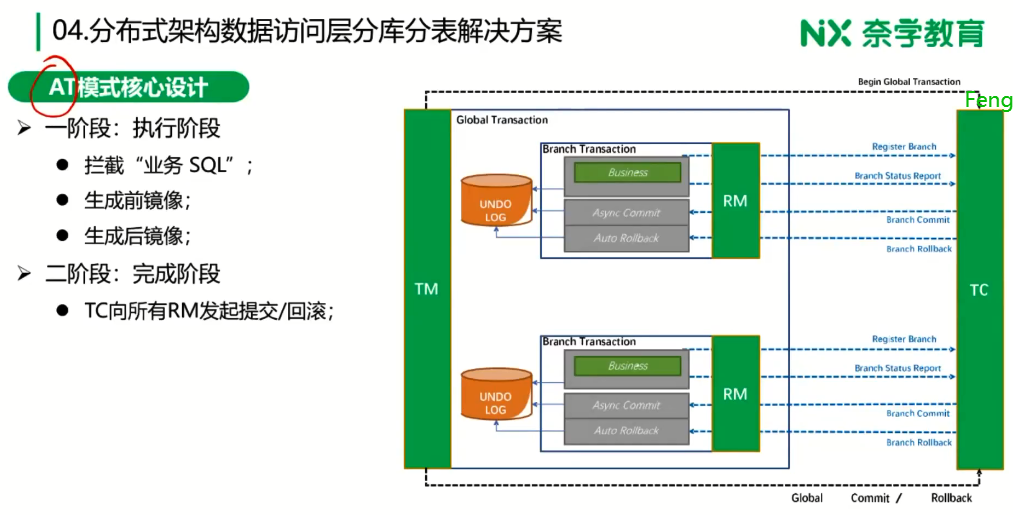 04.分布式架构数据访问层分库分表解决方案
NX 奈学教育
AT模式核心设计
➤ 一阶段：执行阶段
● 拦截“业务 SQL”;
● 生成前镜像;
● 生成后镜像;
➤ 二阶段：完成阶段
● TC向所有RM发起提交/回滚;
Begin Global Transaction
Feng
Global Transaction
TM
TC
Branch Transaction
Business
Async Commit
Auto Rollback
UNDO
LOG
RM
Register Branch
Branch Status Report
Branch Commit
Branch Rollback
Branch Transaction
Business
Async Commit
Auto Rollback
UNDO
LOG
RM
Register Branch
Branch Status Report
Branch Commit
Branch Rollback
Global Commit / Rollback